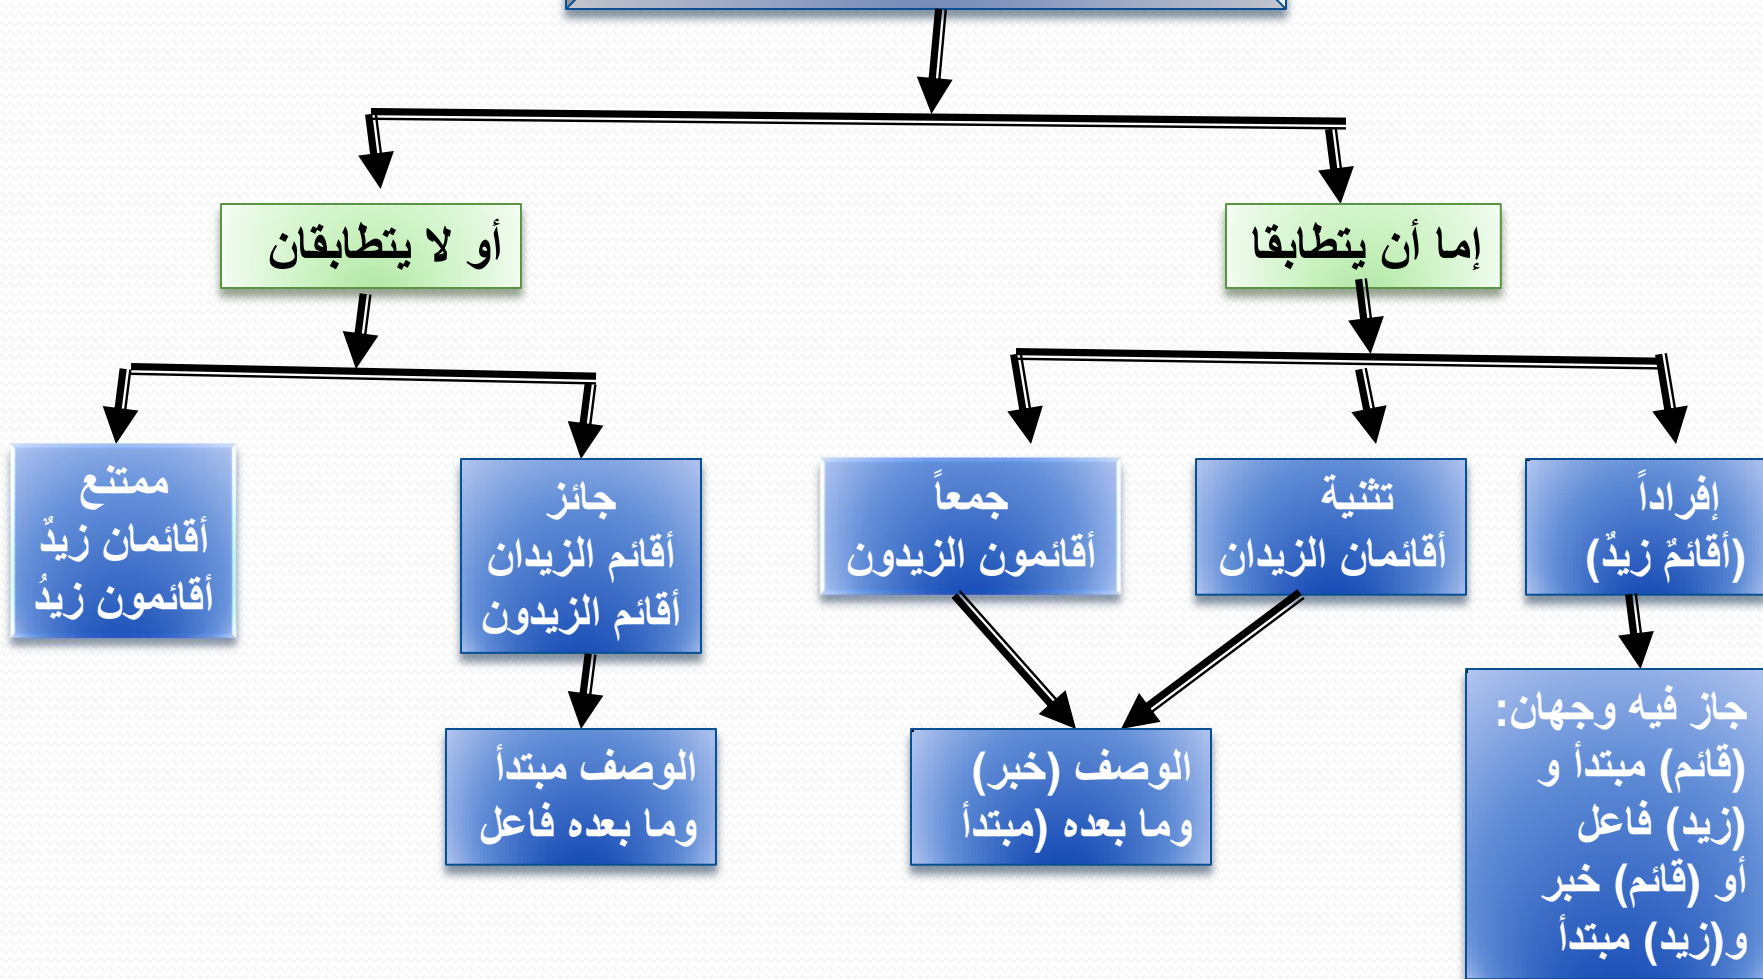 إما أن يتطابقا
أو لا يتطابقان
إفراداً
(أقائمٌ زيدٌ)
تثنية
أقائمان الزيدان
جمعاً
أقائمون الزيدون
جائز
أقائم الزيدان
أقائم الزيدون
ممتنع
أقائمان زيدٌ
أقائمون زيدُ
جاز فيه وجهان:
(قائم) مبتدأ و
(زيد) فاعل
أو (قائم) خبر
و(زيد) مبتدأ
الوصف (خبر)
وما بعده (مبتدأ
الوصف مبتدأ
وما بعده فاعل